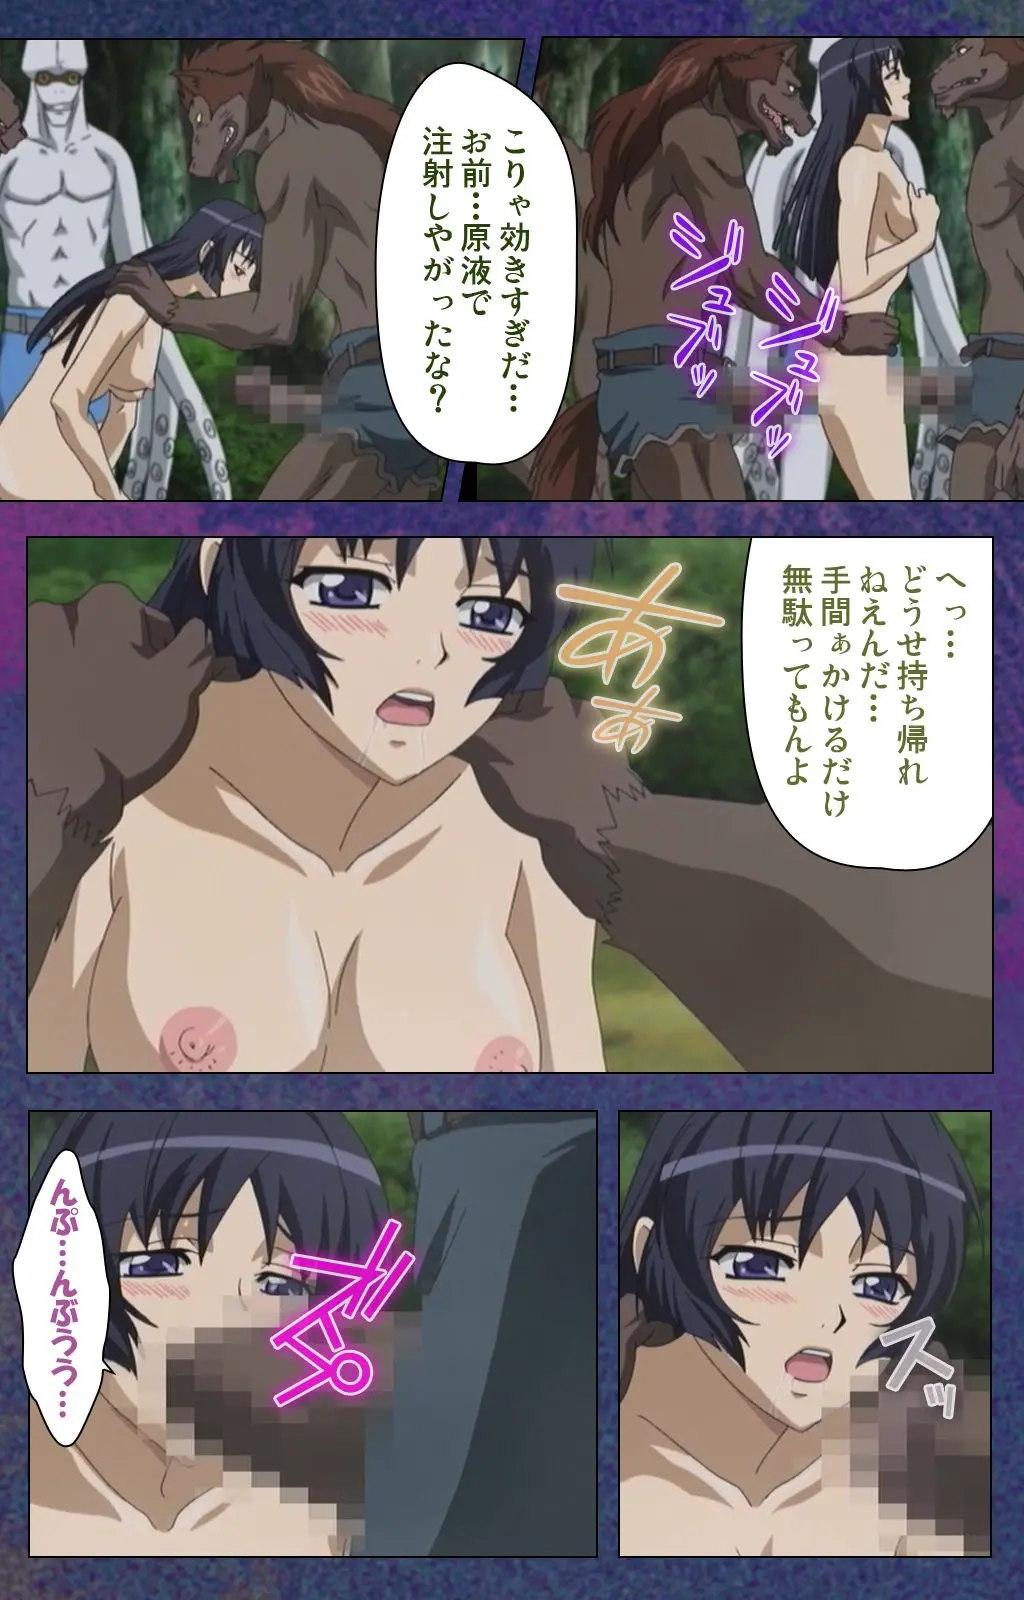 ジュブ
ジュブ
こりゃ効きすぎだ…
お前…原液で
注射しやがったな?
へっ…
どうせ持ち帰れ
ねえんだ…
手間ぁかけるだけ
無駄ってもんよ
あ
あぁ
スッ
ズプ
んぷ…んぶうう…